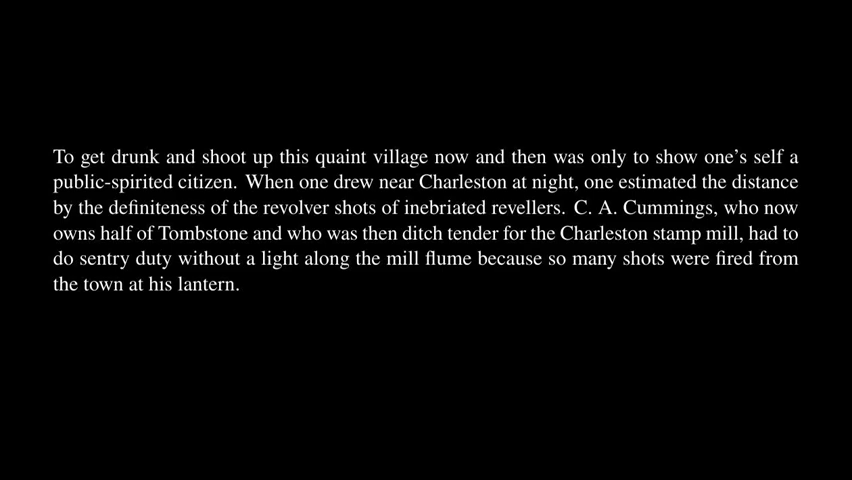 To get drunk and shoot up this quaint village now and then was only to show one's self a
public-spirited citizen. When one drew near Charleston at night, one estimated the distance
by the definiteness of the revolver shots of inebriated revellers. C. A. Cummings, who now
owns half of Tombstone and who was then ditch tender for the Charleston stamp mill, had to
do sentry duty without a light along the mill flume because so many shots were fired from
the town at his lantern.